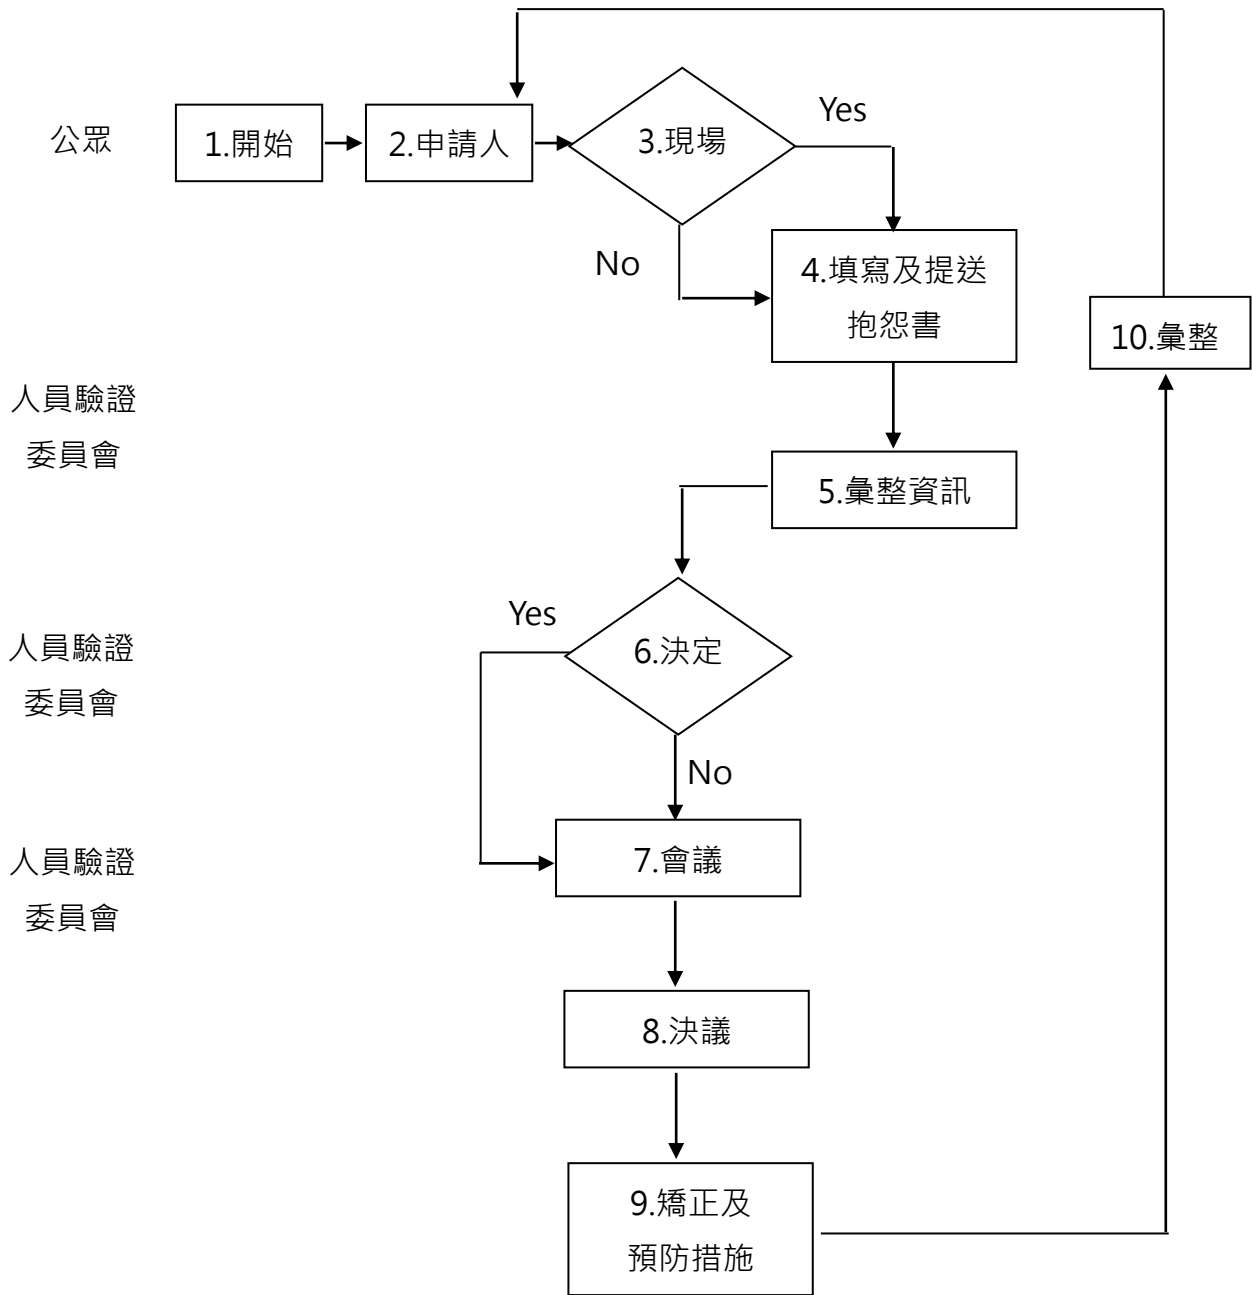 Yes
公眾
1.開始
2.申請人
3.現場
No
4.填寫及提送
抱怨書
10.彙整
人員驗證
委員會
5.彙整資訊
Yes
6.決定
人員驗證
委員會
No
7.會議
人員驗證
委員會
8.決議
9.矯正及
預防措施